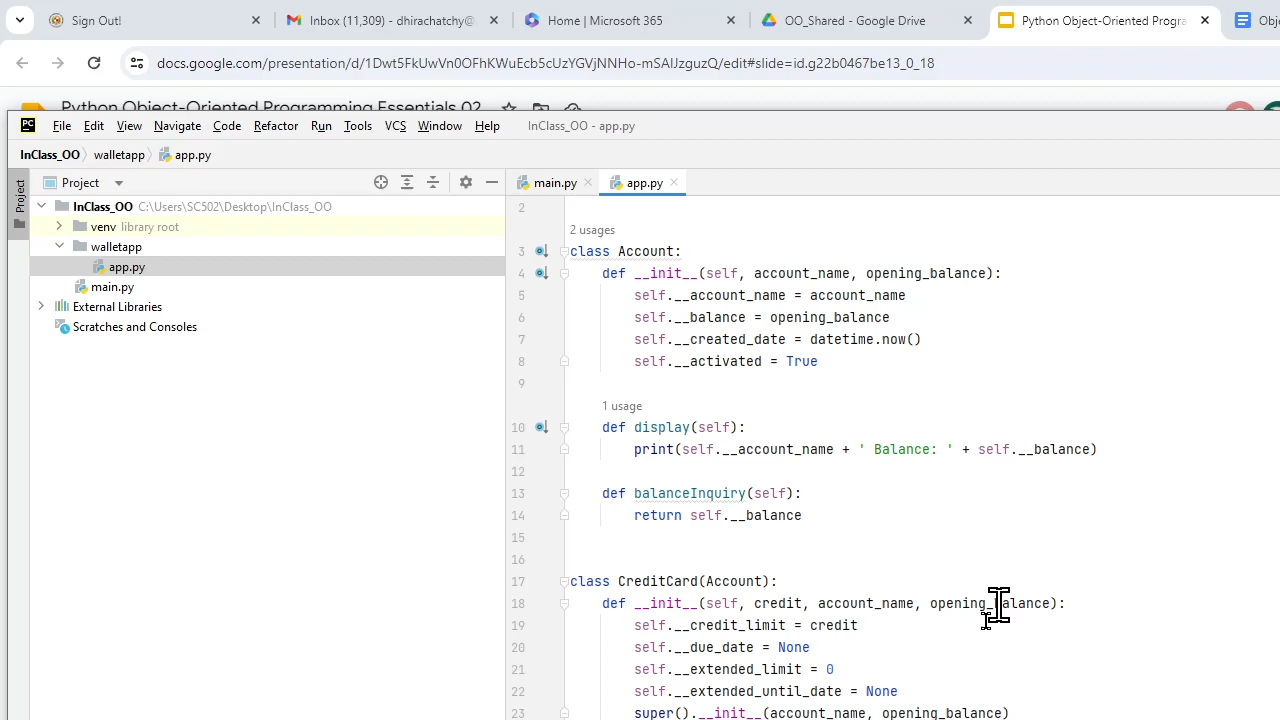 Sign Out!
Inbox (11,309) - dhirachatchy@
Home | Microsoft 365
OO_Shared - Google Drive
Python Object-Oriented Progra
docs.google.com/presentation/d/1Dwt5FkUwVn0OFhKWuEcb5cUzYGVjNNHo-mSAlJzguzQ/edit#slide=id.g22b0467be13_0_18
Python Object-Oriented Programming Essentials 02
PC File Edit View Navigate Code Refactor Run Tools VCS Window Help InClass_OO - app.py
InClass_OO walletapp app.py
Project
Project
main.py
app.py
InClass_OO C:\Users\SC502\Desktop\InClass_OO
venv library root
walletapp
app.py
main.py
External Libraries
Scratches and Consoles
2
2 usages
3 class Account:
4 def __init__(self, account_name, opening_balance):
5 self.__account_name = account_name
6 self.__balance = opening_balance
7 self.__created_date = datetime.now()
8 self.__activated = True
9
1 usage
10 def display(self):
11 print(self.__account_name + ' Balance: ' + self.__balance)
12
13 def balanceInquiry(self):
14 return self.__balance
15
16
17 class CreditCard(Account):
18 def __init__(self, credit, account_name, opening_balance):
19 self.__credit_limit = credit
20 self.__due_date = None
21 self.__extended_limit = 0
22 self.__extended_until_date = None
23 super().__init__(account_name, opening_balance)